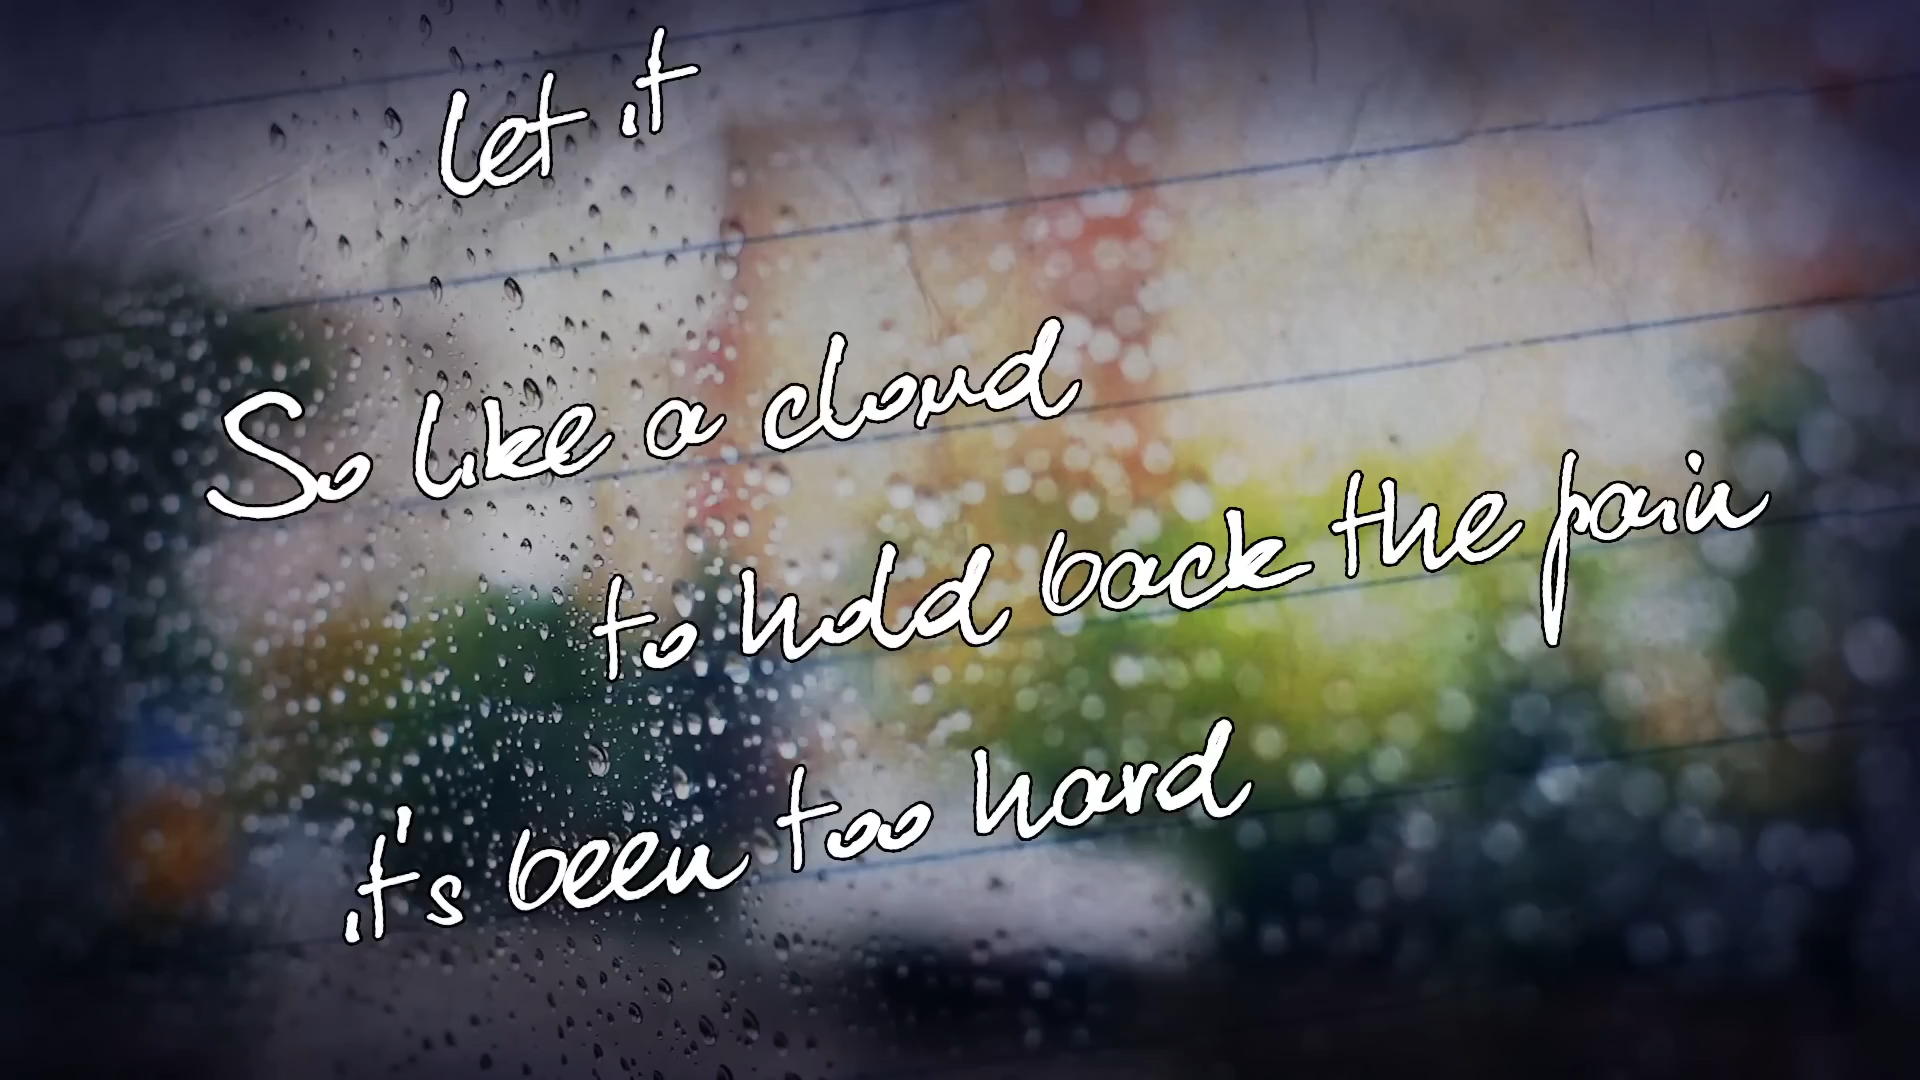 let it
So like a cloud
to hold back the pain
it's been too hard